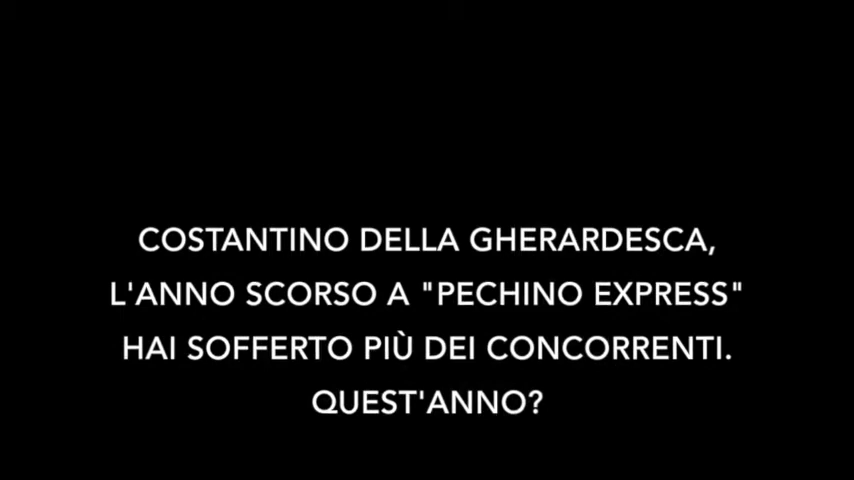 COSTANTINO DELLA GHERARDESCA,
L'ANNO SCORSO A "PECHINO EXPRESS"
HAI SOFFERTO PIÙ DEI CONCORRENTI.
QUEST'ANNO?